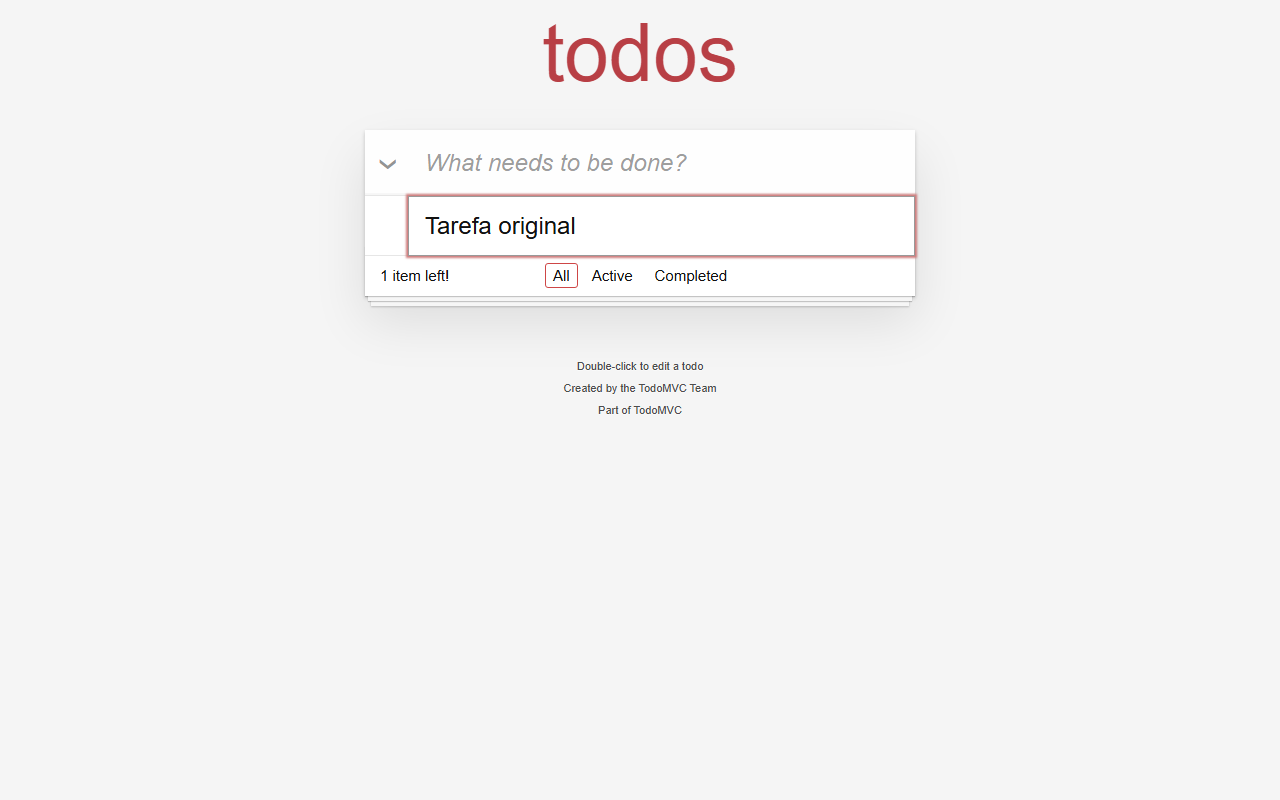 todos
What needs to be done?
Tarefa original
1 item left!
All
Active
Completed
Double-click to edit a todo
Created by the TodoMVC Team
Part of TodoMVC